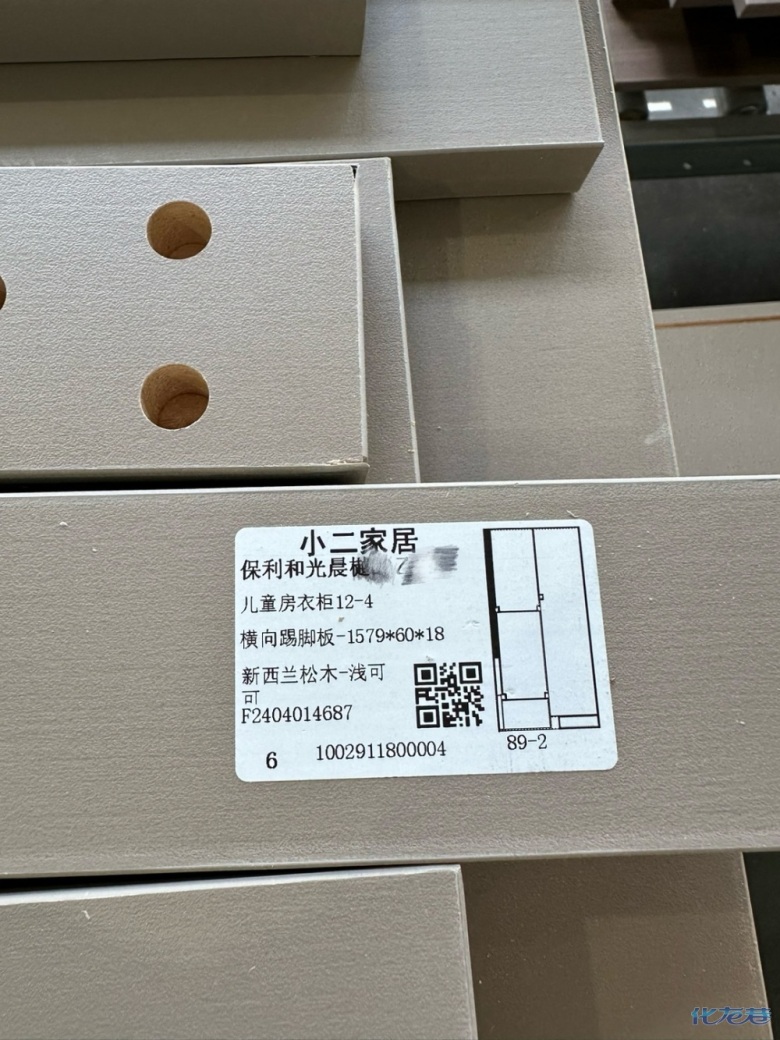 小二家居
保利和光晨樾
儿童房衣柜12-4
横向踢脚板-1579*60*18
新西兰松木-浅可
可
F2404014687
6 1002911800004
89-2
化龙巷